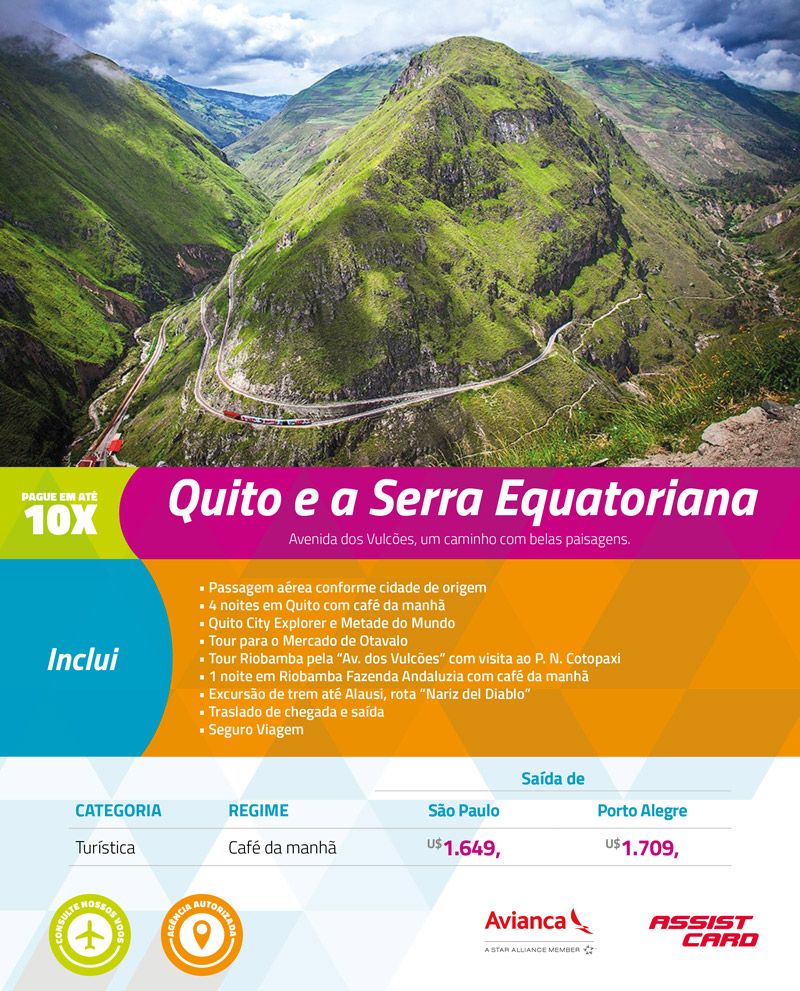 PAGUE EM ATÉ
10X
Quito e a Serra Equatoriana
Avenida dos Vulcões, um caminho com belas paisagens.
Inclui
▪ Passagem aérea conforme cidade de origem
▪ 4 noites em Quito com café da manhã
▪ Quito City Explorer e Metade do Mundo
▪ Tour para o Mercado de Otavalo
▪ Tour Riobamba pela “Av. dos Vulcões” com visita ao P. N. Cotopaxi
▪ 1 noite em Riobamba Fazenda Andaluzia com café da manhã
▪ Excursão de trem até Alausi, rota “Nariz del Diablo”
▪ Traslado de chegada e saída
▪ Seguro Viagem
Saída de
CATEGORIA REGIME São Paulo Porto Alegre
Turística Café da manhã U$1.649, U$1.709,
CONSULTE NOSSOS VOOS
AGÊNCIA AUTORIZADA
Avianca
A STAR ALLIANCE MEMBER
ASSIST
CARD